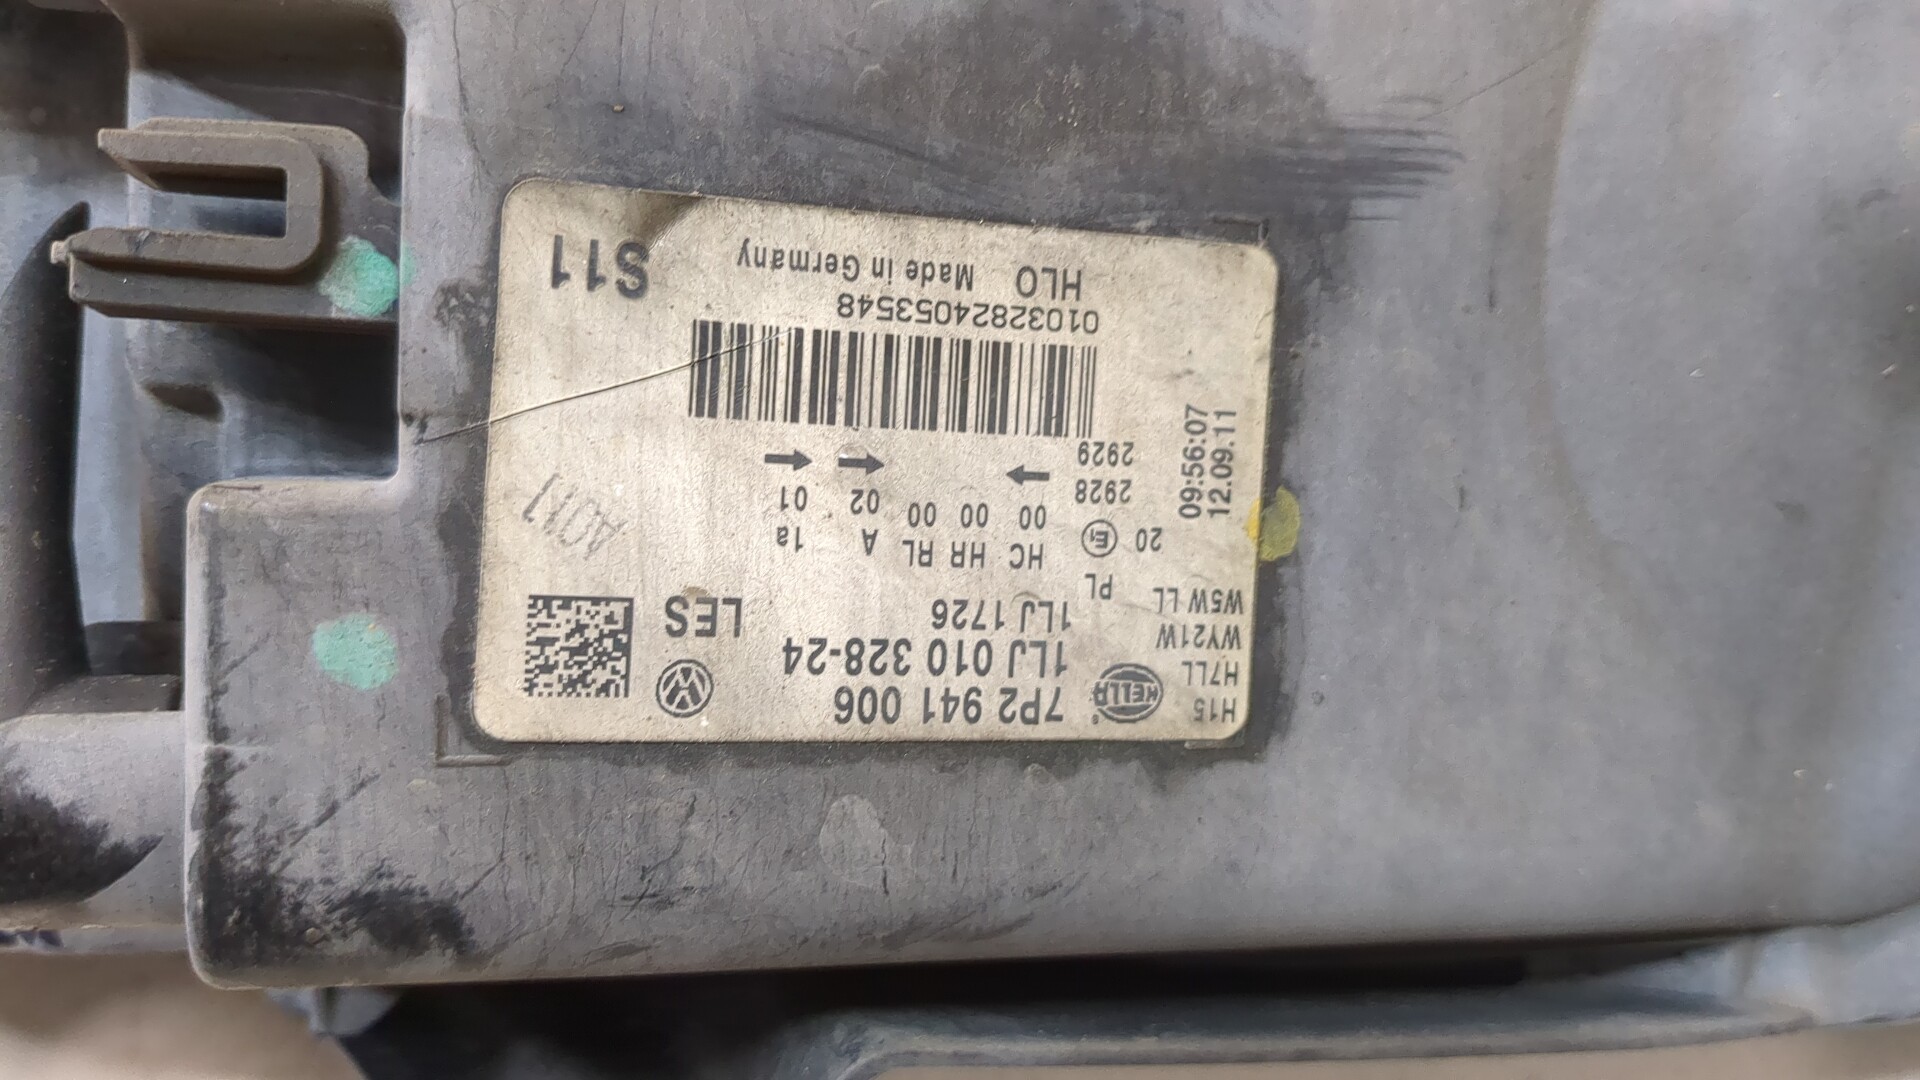 H15
H7LL
WY21W
W5W LL
HELLA
7P2 941 006
1LJ 010 328-24
1LJ 1726
LES
PL
20 E1
2928
2929
HC HR RL A 1a
00 00 00 02 01
09:56:07
12.09.11
01032824053548
HLO Made in Germany
S11